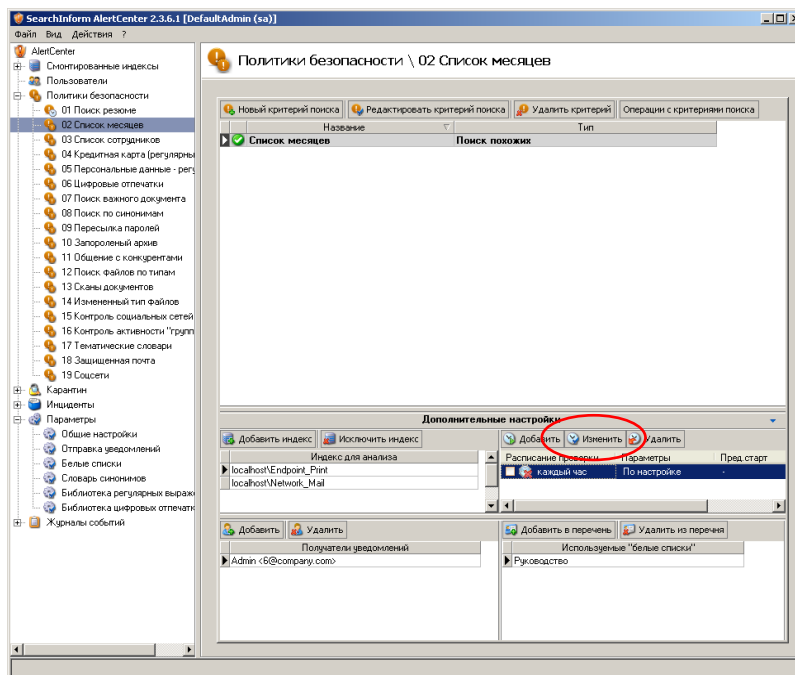 SearchInform AlertCenter 2.3.6.1 [DefaultAdmin (sa)]
Файл Вид Действия ?
AlertCenter
Смонтированные индексы
Пользователи
Политики безопасности
01 Поиск резюме
02 Список месяцев
03 Список сотрудников
04 Кредитная карта (регулярны
05 Персональные данные - регу
06 Цифровые отпечатки
07 Поиск важного документа
08 Поиск по синонимам
09 Пересылка паролей
10 Запороленый архив
11 Общение с конкурентами
12 Поиск файлов по типам
13 Сканы документов
14 Измененный тип файлов
15 Контроль социальных сетей
16 Контроль активности "групп
17 Тематические словари
18 Защищенная почта
19 Соцсети
Карантин
Инциденты
Параметры
Общие настройки
Отправка уведомлений
Белые списки
Словарь синонимов
Библиотека регулярных выраж
Библиотека цифровых отпечатк
Журналы событий
Политики безопасности \ 02 Список месяцев
Новый критерий поиска Редактировать критерий поиска Удалить критерий Операции с критериями поиска
Название Тип
Список месяцев Поиск похожих
Дополнительные настройки
Добавить индекс Исключить индекс
Индекс для анализа
localhost\Endpoint_Print
localhost\Network_Mail
Добавить Изменить Удалить
Расписание проверки Параметры Пред.старт
каждый час По настройке -
Добавить Удалить
Получатели уведомлений
Admin <6@company.com>
Добавить в перечень Удалить из перечня
Используемые "белые списки"
Руководство